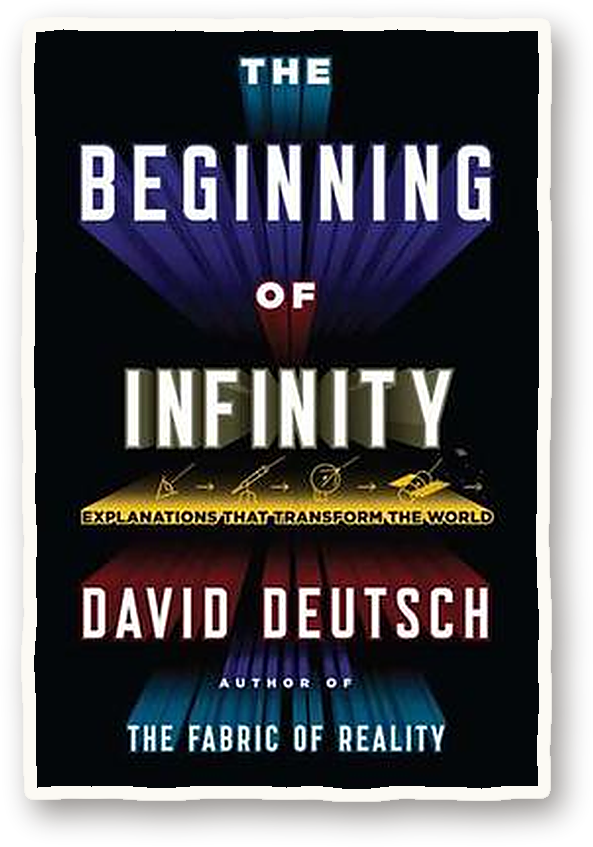 THE
BEGINNING
OF
INFINITY
EXPLANATIONS THAT TRANSFORM THE WORLD
DAVID DEUTSCH
AUTHOR OF
THE FABRIC OF REALITY